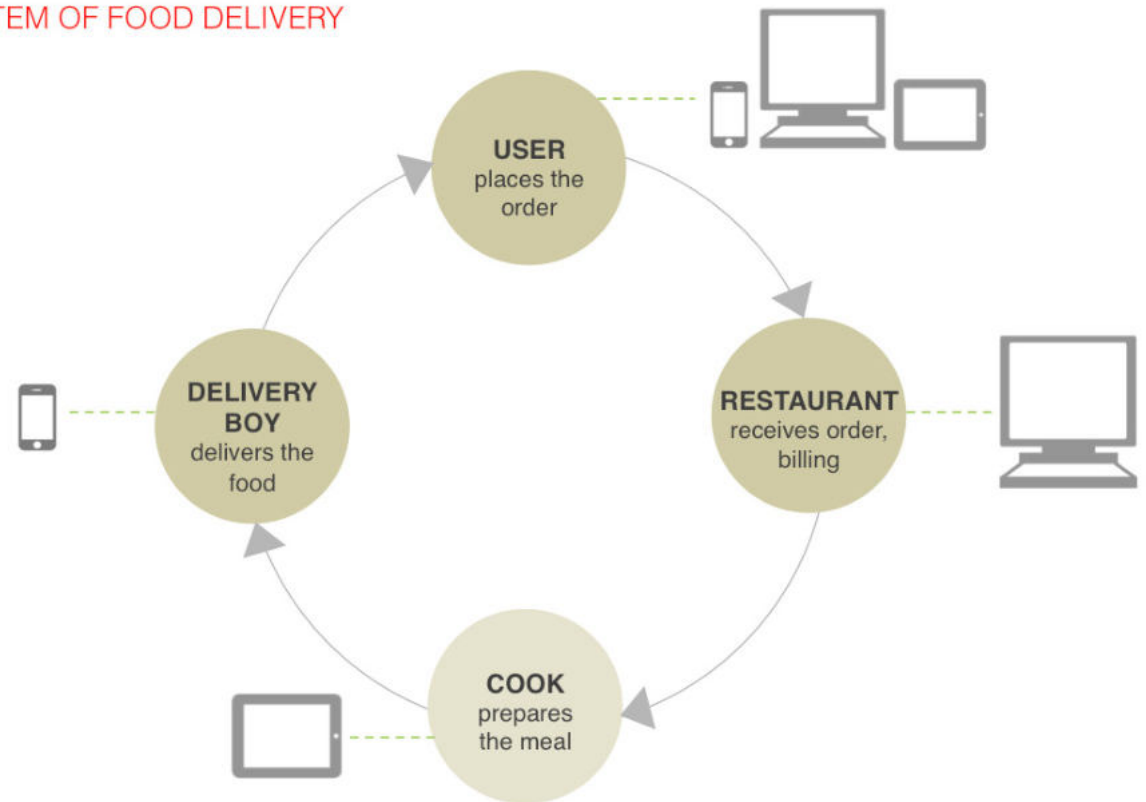 TEM OF FOOD DELIVERY
USER
places the
order
DELIVERY
BOY
delivers the
food
RESTAURANT
receives order,
billing
COOK
prepares
the meal